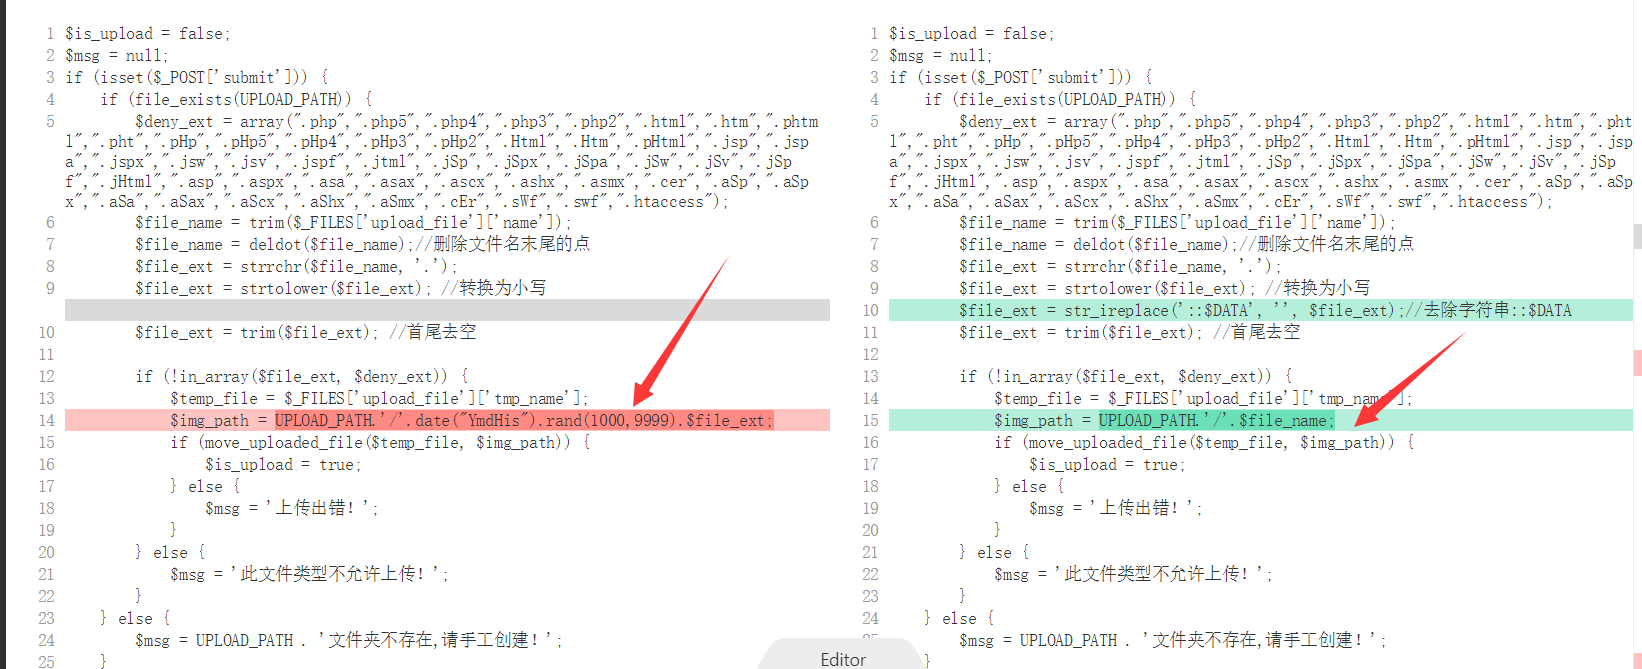 1 $is_upload = false;
2 $msg = null;
3 if (isset($_POST['submit'])) {
4 if (file_exists(UPLOAD_PATH)) {
5 $deny_ext = array(".php",".php5",".php4",".php3",".php2",".html",".htm",".phtm
l",".pht",".pHp",".pHp5",".pHp4",".pHp3",".pHp2",".Html",".Htm",".pHtml",".jsp",".jsp
a",".jspx",".jsw",".jsv",".jspf",".jtml",".jSp",".jSpx",".jSpa",".jSw",".jSv",".jSp
f",".jHtml",".asp",".aspx",".asa",".asax",".ascx",".ashx",".asmx",".cer",".aSp",".aSp
x",".aSa",".aSax",".aScx",".aShx",".aSmx",".cEr",".sWf",".swf",".htaccess");
6 $file_name = trim($_FILES['upload_file']['name']);
7 $file_name = deldot($file_name);//删除文件名末尾的点
8 $file_ext = strrchr($file_name, '.');
9 $file_ext = strtolower($file_ext); //转换为小写
10 $file_ext = trim($file_ext); //首尾去空
11
12 if (!in_array($file_ext, $deny_ext)) {
13 $temp_file = $_FILES['upload_file']['tmp_name'];
14 $img_path = UPLOAD_PATH.'/'.date("YmdHis").rand(1000,9999).$file_ext;
15 if (move_uploaded_file($temp_file, $img_path)) {
16 $is_upload = true;
17 } else {
18 $msg = '上传出错！';
19 }
20 } else {
21 $msg = '此文件类型不允许上传！';
22 }
23 } else {
24 $msg = UPLOAD_PATH . '文件夹不存在,请手工创建！';
25 }
1 $is_upload = false;
2 $msg = null;
3 if (isset($_POST['submit'])) {
4 if (file_exists(UPLOAD_PATH)) {
5 $deny_ext = array(".php",".php5",".php4",".php3",".php2",".html",".htm",".pht
l",".pht",".pHp",".pHp5",".pHp4",".pHp3",".pHp2",".Html",".Htm",".pHtml",".jsp",".jsp
a",".jspx",".jsw",".jsv",".jspf",".jtml",".jSp",".jSpx",".jSpa",".jSw",".jSv",".jSp
f",".jHtml",".asp",".aspx",".asa",".asax",".ascx",".ashx",".asmx",".cer",".aSp",".aSp
x",".aSa",".aSax",".aScx",".aShx",".aSmx",".cEr",".sWf",".swf",".htaccess");
6 $file_name = trim($_FILES['upload_file']['name']);
7 $file_name = deldot($file_name);//删除文件名末尾的点
8 $file_ext = strrchr($file_name, '.');
9 $file_ext = strtolower($file_ext); //转换为小写
10 $file_ext = str_ireplace('::$DATA', '', $file_ext);//去除字符串::$DATA
11 $file_ext = trim($file_ext); //首尾去空
12
13 if (!in_array($file_ext, $deny_ext)) {
14 $temp_file = $_FILES['upload_file']['tmp_name'];
15 $img_path = UPLOAD_PATH.'/'.$file_name;
16 if (move_uploaded_file($temp_file, $img_path)) {
17 $is_upload = true;
18 } else {
19 $msg = '上传出错！';
20 }
21 } else {
22 $msg = '此文件类型不允许上传！';
23 }
24 } else {
$msg = UPLOAD_PATH . '文件夹不存在,请手工创建！';
}
Editor